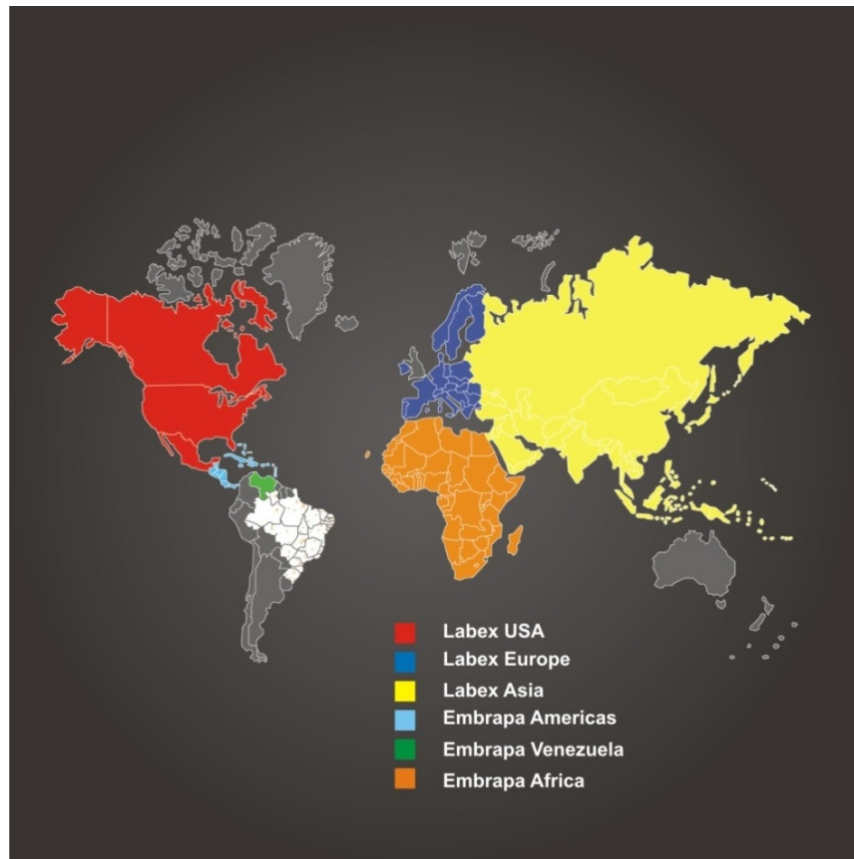 Labex USA
Labex Europe
Labex Asia
Embrapa Americas
Embrapa Venezuela
Embrapa Africa